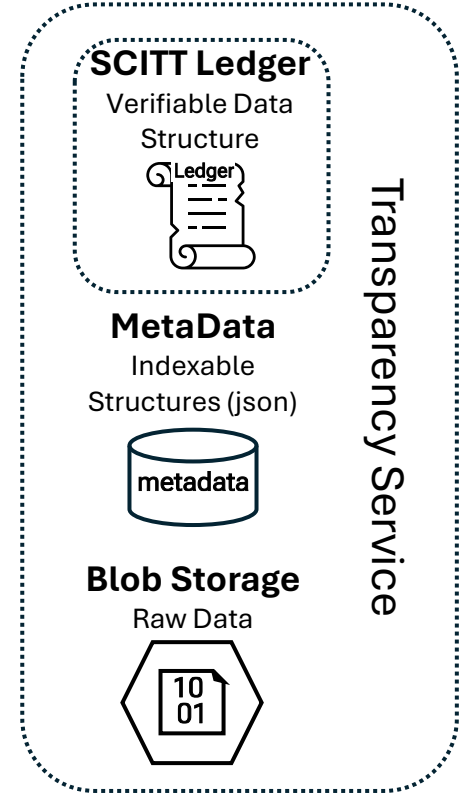 SCITT Ledger
Verifiable Data
Structure
Ledger
MetaData
Indexable
Structures (json)
metadata
Blob Storage
Raw Data
10
01
Transparency Service